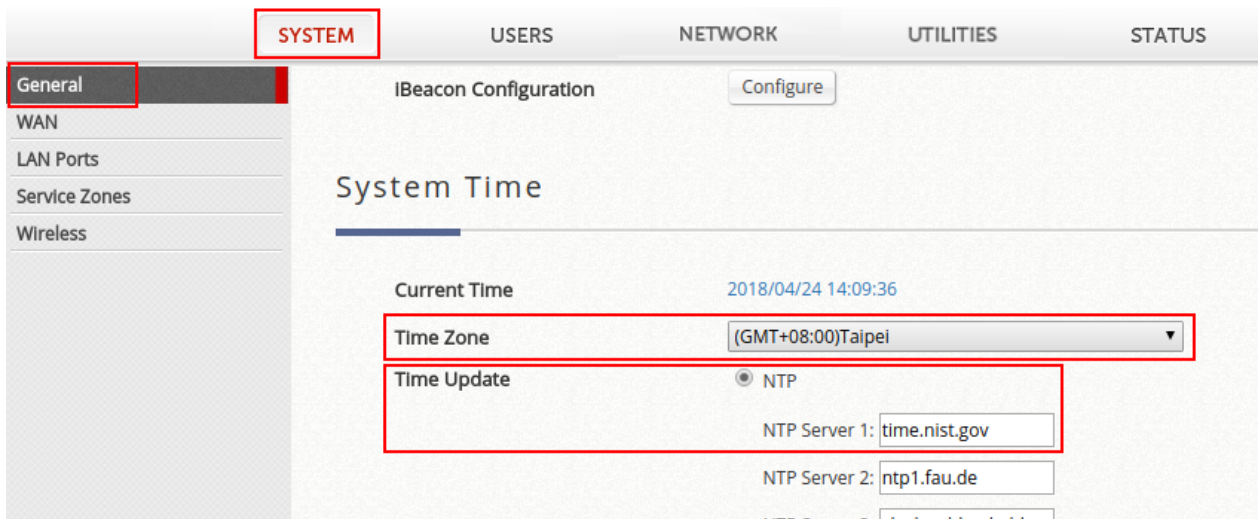 SYSTEM USERS NETWORK UTILITIES STATUS
General
WAN
LAN Ports
Service Zones
Wireless
iBeacon Configuration Configure
System Time
Current Time 2018/04/24 14:09:36
Time Zone (GMT+08:00)Taipei
Time Update NTP
NTP Server 1: time.nist.gov
NTP Server 2: ntp1.fau.de